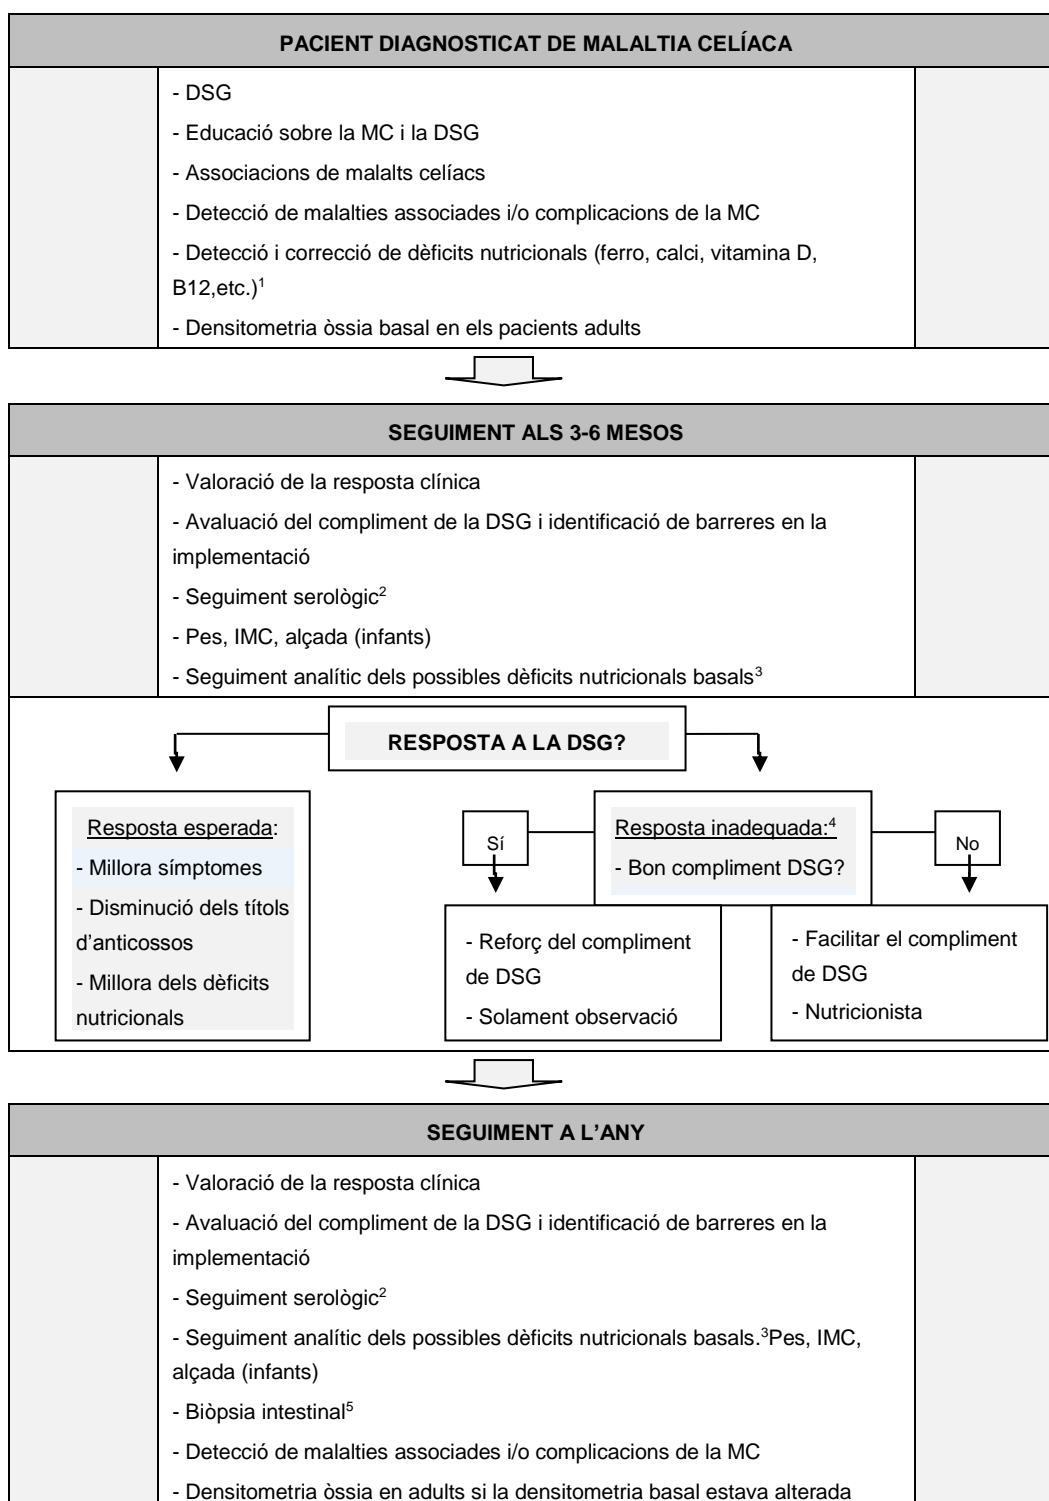 PACIENT DIAGNOSTICAT DE MALALTIA CELÍACA
- DSG
- Educació sobre la MC i la DSG
- Associacions de malalts celíacs
- Detecció de malalties associades i/o complicacions de la MC
- Detecció i correcció de dèficits nutricionals (ferro, calci, vitamina D,
B12,etc.)¹
- Densitometria òssia basal en els pacients adults
SEGUIMENT ALS 3-6 MESOS
- Valoració de la resposta clínica
- Avaluació del compliment de la DSG i identificació de barreres en la
implementació
- Seguiment serològic²
- Pes, IMC, alçada (infants)
- Seguiment analític dels possibles dèficits nutricionals basals³
RESPOSTA A LA DSG?
Resposta esperada:
- Millora símptomes
- Disminució dels títols
d'anticossos
- Millora dels dèficits
nutricionals
Sí
Resposta inadequada:⁴
- Bon compliment DSG?
No
- Reforç del compliment
de DSG
- Solament observació
- Facilitar el compliment
de DSG
- Nutricionista
SEGUIMENT A L'ANY
- Valoració de la resposta clínica
- Avaluació del compliment de la DSG i identificació de barreres en la
implementació
- Seguiment serològic²
- Seguiment analític dels possibles dèficits nutricionals basals.³Pes, IMC,
alçada (infants)
- Biòpsia intestinal⁵
- Detecció de malalties associades i/o complicacions de la MC
- Densitometria òssia en adults si la densitometria basal estava alterada